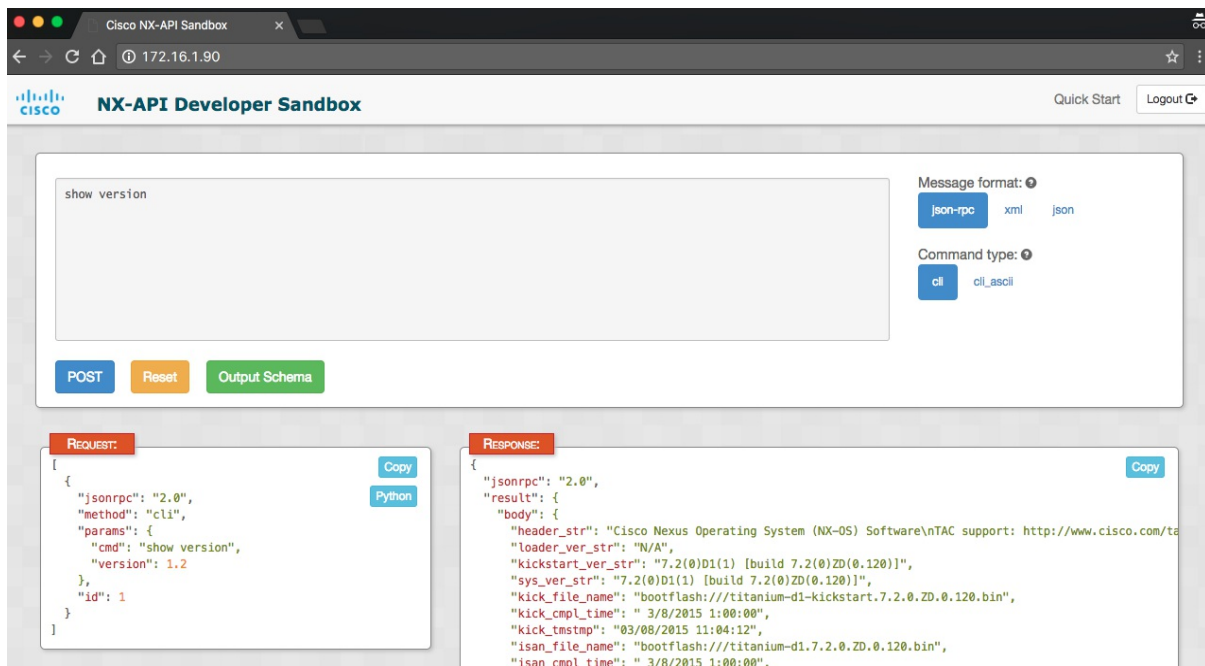 Cisco NX-API Sandbox
172.16.1.90
CISCO
NX-API Developer Sandbox
Quick Start
Logout
show version
Message format:
json-rpc xml json
Command type:
cli cli_ascii
POST Reset Output Schema
REQUEST:
Copy
Python
[
{
"jsonrpc": "2.0",
"method": "cli",
"params": {
"cmd": "show version",
"version": 1.2
},
"id": 1
}
]
RESPONSE:
Copy
{
"jsonrpc": "2.0",
"result": {
"body": {
"header_str": "Cisco Nexus Operating System (NX-OS) Software\nTAC support: http://www.cisco.com/ta
"loader_ver_str": "N/A",
"kickstart_ver_str": "7.2(0)D1(1) [build 7.2(0)ZD(0.120)]",
"sys_ver_str": "7.2(0)D1(1) [build 7.2(0)ZD(0.120)]",
"kick_file_name": "bootflash:///titanium-d1-kickstart.7.2.0.ZD.0.120.bin",
"kick_cmpl_time": " 3/8/2015 1:00:00",
"kick_tmstmp": "03/08/2015 11:04:12",
"isan_file_name": "bootflash:///titanium-d1.7.2.0.ZD.0.120.bin",
"isan_cmpl_time": " 3/8/2015 1:00:00",